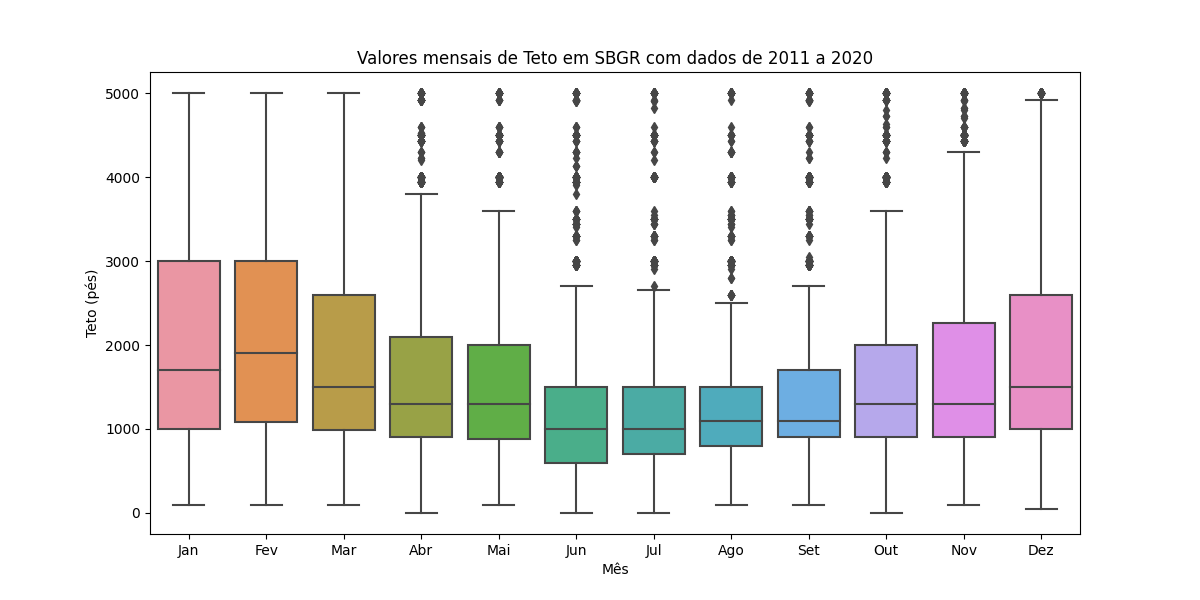 Valores mensais de Teto em SBGR com dados de 2011 a 2020
Teto (pés)
5000
4000
3000
2000
1000
0
Jan Fev Mar Abr Mai Jun Jul Ago Set Out Nov Dez
Mês